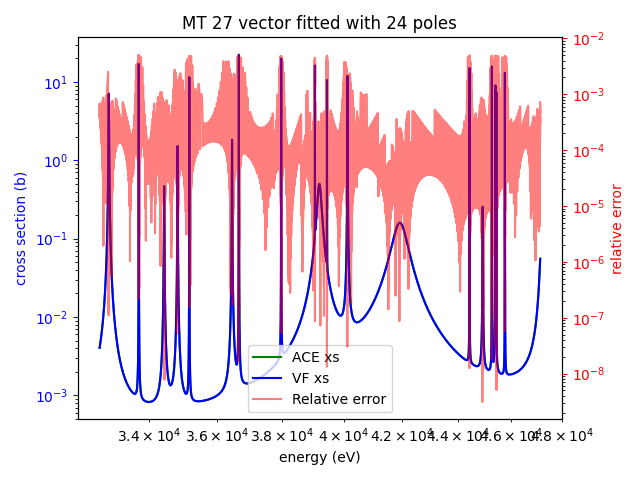 MT 27 vector fitted with 24 poles
cross section (b)
10¹
10⁰
10⁻¹
10⁻²
10⁻³
10⁻²
10⁻³
10⁻⁴
10⁻⁵
10⁻⁶
10⁻⁷
10⁻⁸
relative error
ACE xs
VF xs
Relative error
3.4 × 10⁴ 3.6 × 10⁴ 3.8 × 10⁴ 4 × 10⁴ 4.2 × 10⁴ 4.4 × 10⁴ 4.6 × 10⁴ 4.8 × 10⁴
energy (eV)